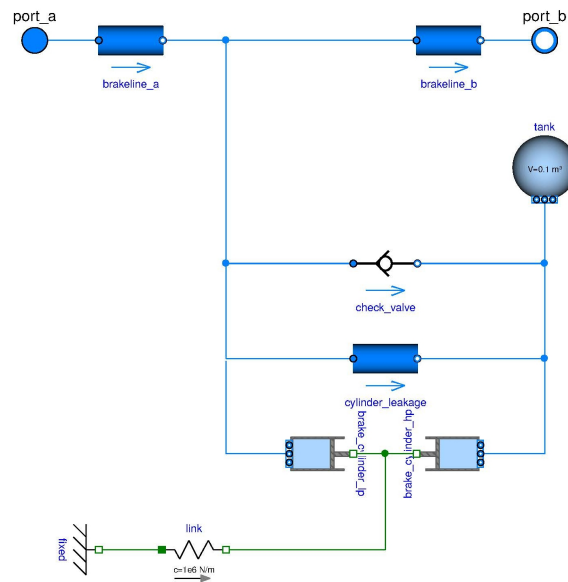 port_a
port_b
brakeline_a
brakeline_b
tank
V=0.1 m³
check_valve
cylinder_leakage
brake_cylinder_lp
brake_cylinder_hp
link
fixed
c=1e6 N/m